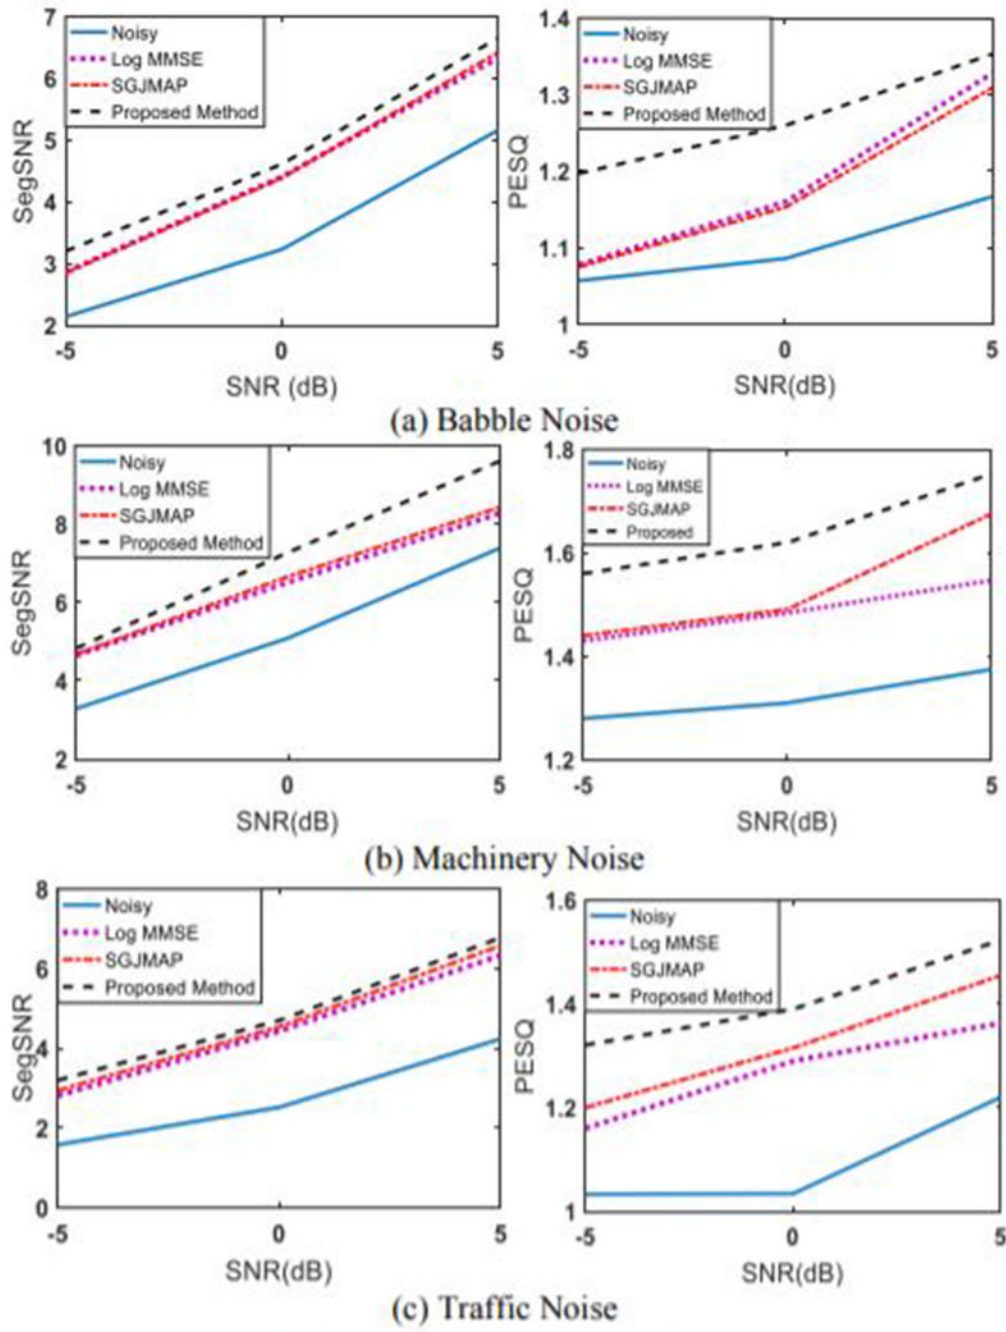 7
6
5
4
3
2
SegSNR
Noisy
Log MMSE
SGJMAP
Proposed Method
-5 0 5
SNR (dB)
1.4
1.3
1.2
1.1
1
PESQ
Noisy
Log MMSE
SGJMAP
Proposed Method
-5 0 5
SNR(dB)
(a) Babble Noise
10
8
6
4
2
SegSNR
Noisy
Log MMSE
SGJMAP
Proposed Method
-5 0 5
SNR(dB)
1.8
1.6
1.4
1.2
PESQ
Noisy
Log MMSE
SGJMAP
Proposed
-5 0 5
SNR(dB)
(b) Machinery Noise
8
6
4
2
0
SegSNR
Noisy
Log MMSE
SGJMAP
Proposed Method
-5 0 5
SNR(dB)
1.6
1.4
1.2
1
PESQ
Noisy
Log MMSE
SGJMAP
Proposed Method
-5 0 5
SNR(dB)
(c) Traffic Noise